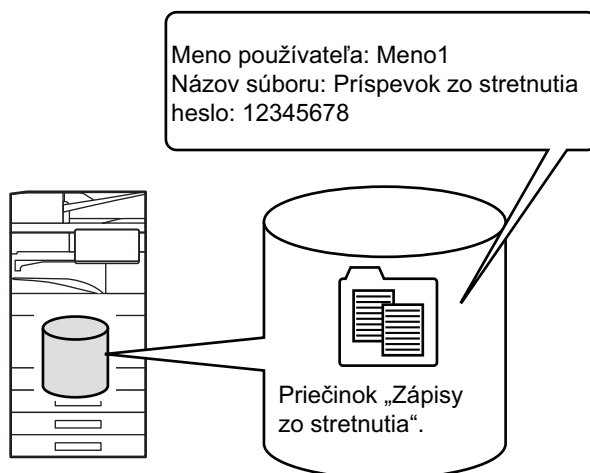 Meno používateľa: Meno1
Názov súboru: Príspevok zo stretnutia
heslo: 12345678
Priečinok „Zápisy
zo stretnutia“.